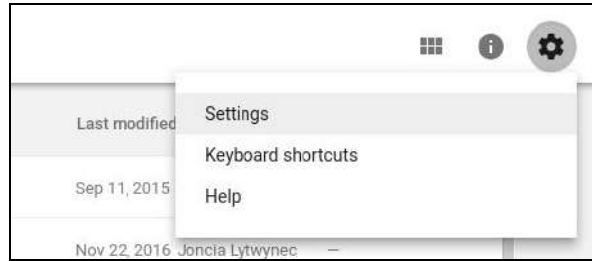 Settings
Last modified
Keyboard shortcuts
Sep 11, 2015
Help
Nov 22, 2016 Joncia Lytwynec –